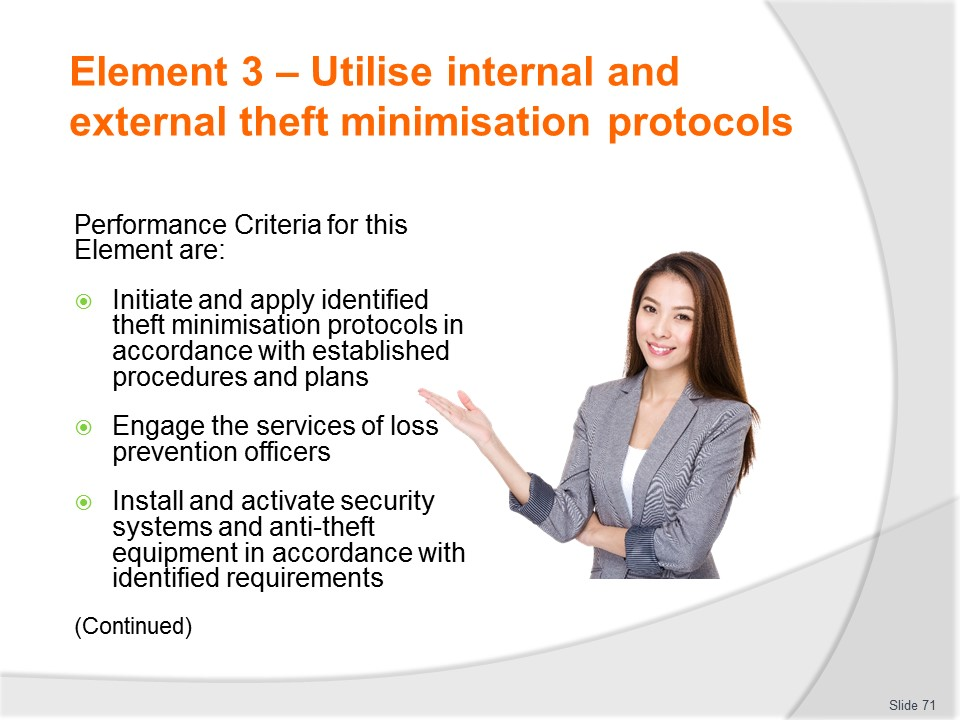 Element 3 – Utilise internal and
external theft minimisation protocols
Performance Criteria for this
Element are:
Initiate and apply identified
theft minimisation protocols in
accordance with established
procedures and plans
Engage the services of loss
prevention officers
Install and activate security
systems and anti-theft
equipment in accordance with
identified requirements
(Continued)
Slide 71